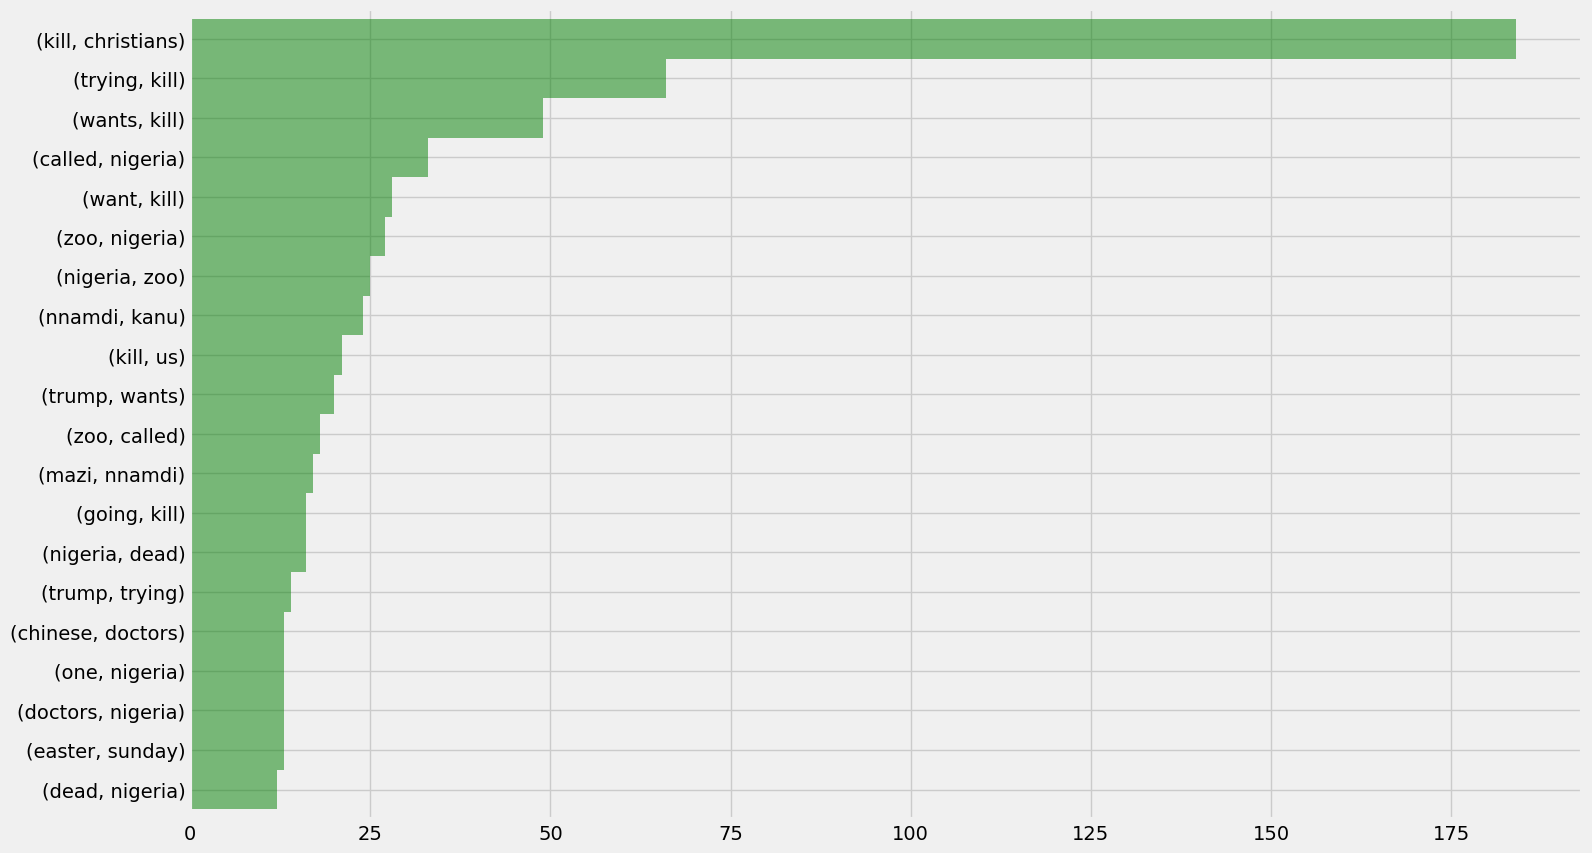 (kill, christians)
(trying, kill)
(wants, kill)
(called, nigeria)
(want, kill)
(zoo, nigeria)
(nigeria, zoo)
(nnamdi, kanu)
(kill, us)
(trump, wants)
(zoo, called)
(mazi, nnamdi)
(going, kill)
(nigeria, dead)
(trump, trying)
(chinese, doctors)
(one, nigeria)
(doctors, nigeria)
(easter, sunday)
(dead, nigeria)
0 25 50 75 100 125 150 175